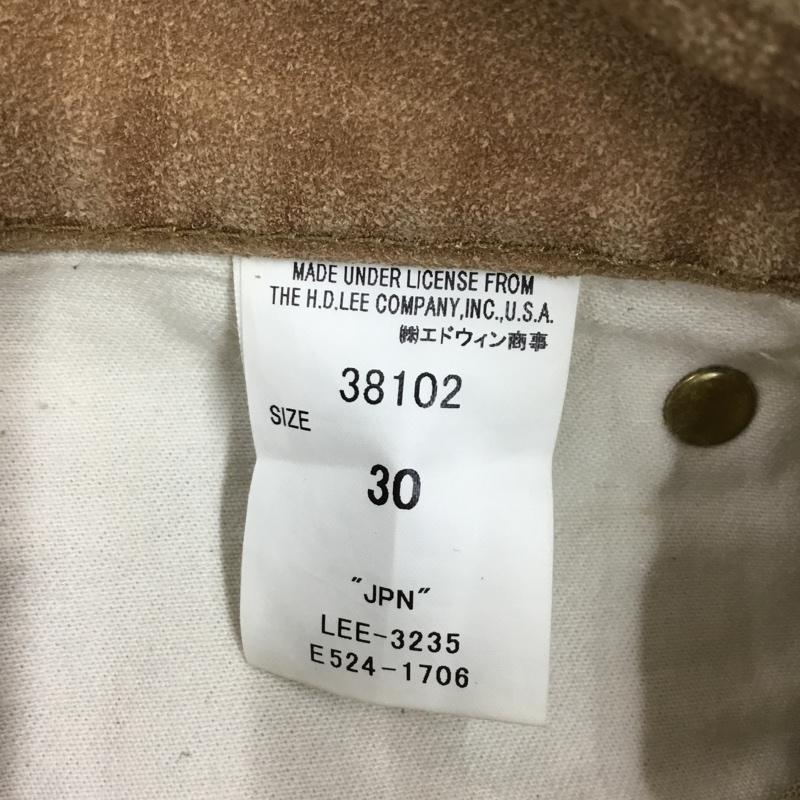 MADE UNDER LICENSE FROM
THE H.D.LEE COMPANY,INC.,U.S.A.
㈱エドウィン商事
38102
SIZE
30
"JPN"
LEE-3235
E524-1706